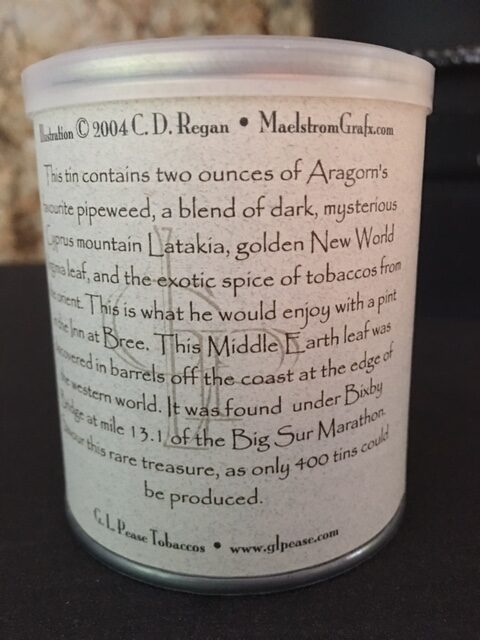 Illustration © 2004 C. D. Regan • MaelstromGrafx.com
This tin contains two ounces of Aragorn's
favourite pipeweed, a blend of dark, mysterious
Cyprus mountain Latakia, golden New World
Virginia leaf, and the exotic spice of tobaccos from
the orient. This is what he would enjoy with a pint
at the Inn at Bree. This Middle Earth leaf was
discovered in barrels off the coast at the edge of
the western world. It was found under Bixby
Bridge at mile 13.1 of the Big Sur Marathon.
Savour this rare treasure, as only 400 tins could
be produced.
G. L. Pease Tobaccos • www.glpease.com